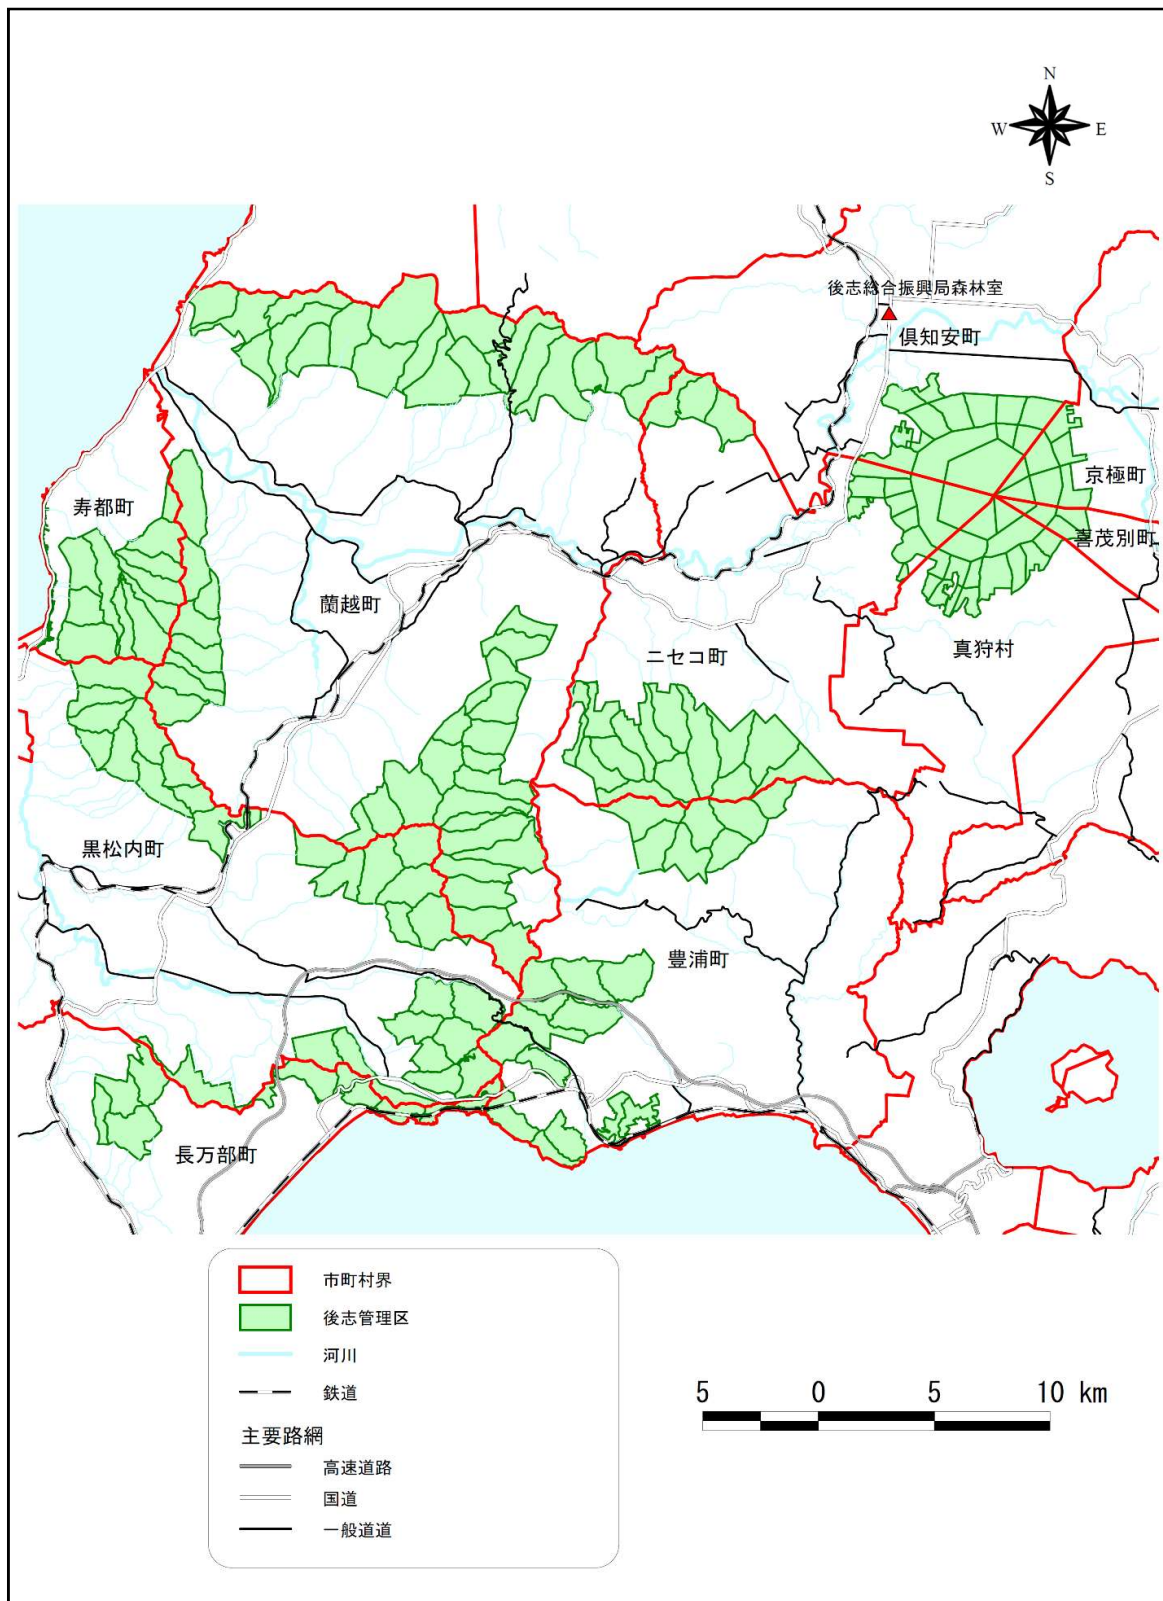 N
W
E
S
後志総合振興局森林室
倶知安町
京極町
寿都町
喜茂別町
蘭越町
真狩村
ニセコ町
黒松内町
豊浦町
長万部町
市町村界
後志管理区
河川
鉄道
主要路網
高速道路
国道
一般道道
5 0 5 10 km